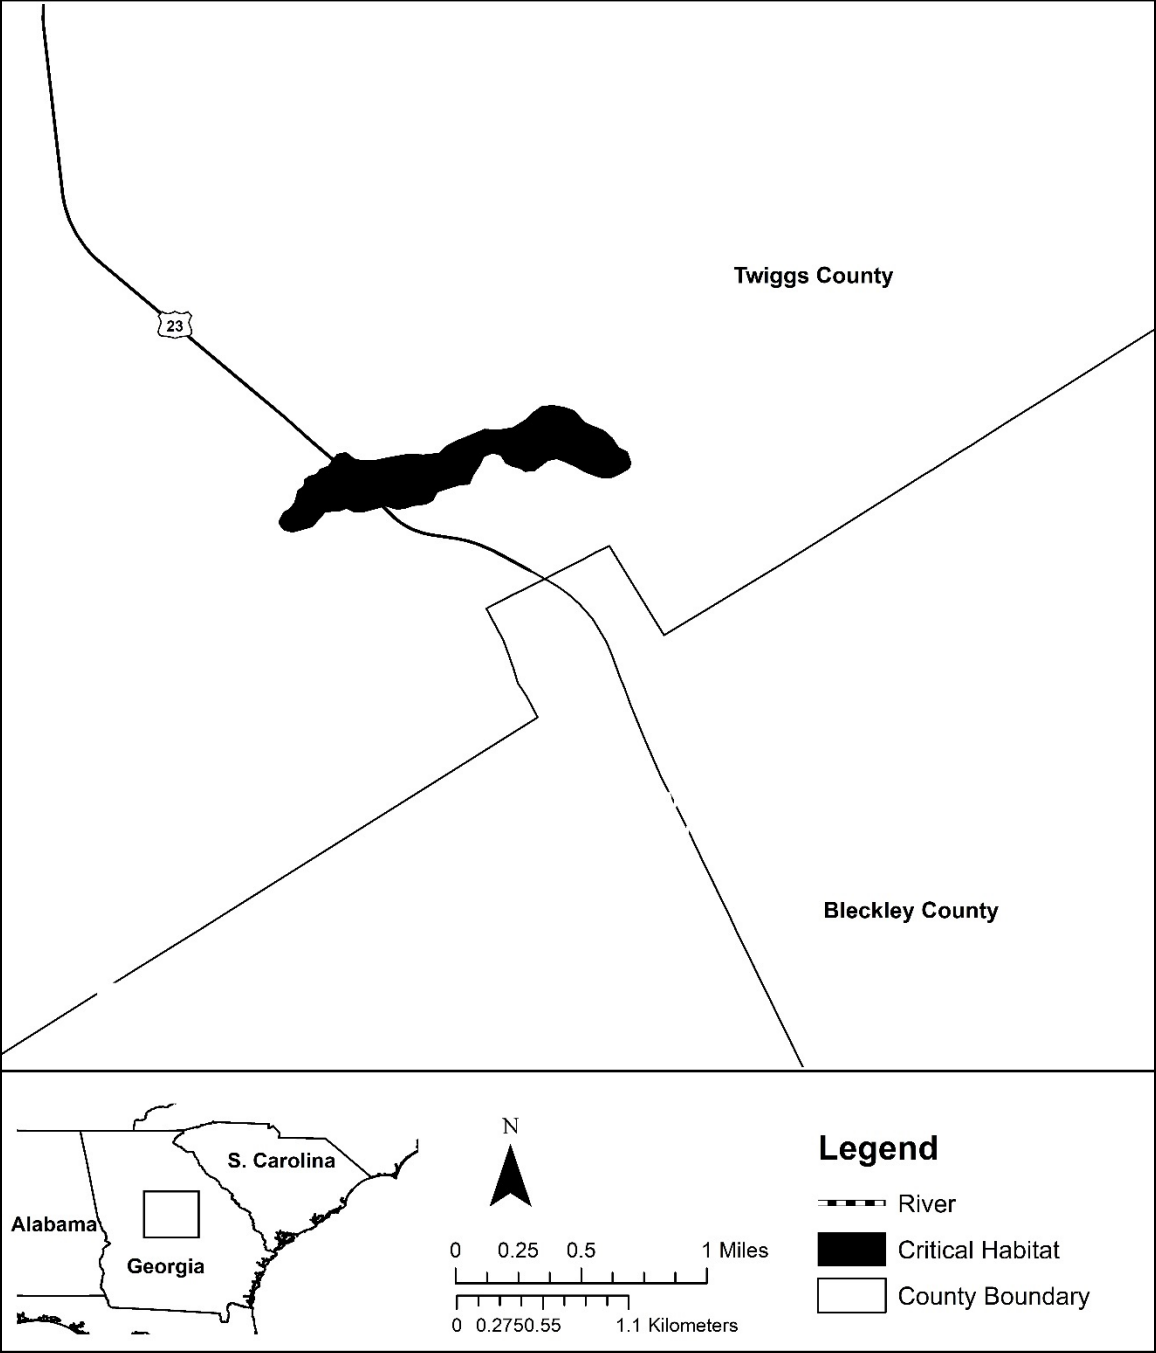 Twiggs County
23
Bleckley County
N
Legend
S. Carolina
River
Alabama
0 0.25 0.5 1 Miles
Critical Habitat
Georgia
County Boundary
0 0.2750.55 1.1 Kilometers